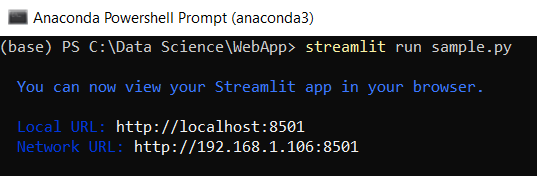 Anaconda Powershell Prompt (anaconda3)
(base) PS C:\Data Science\WebApp> streamlit run sample.py
You can now view your Streamlit app in your browser.
Local URL: http://localhost:8501
Network URL: http://192.168.1.106:8501